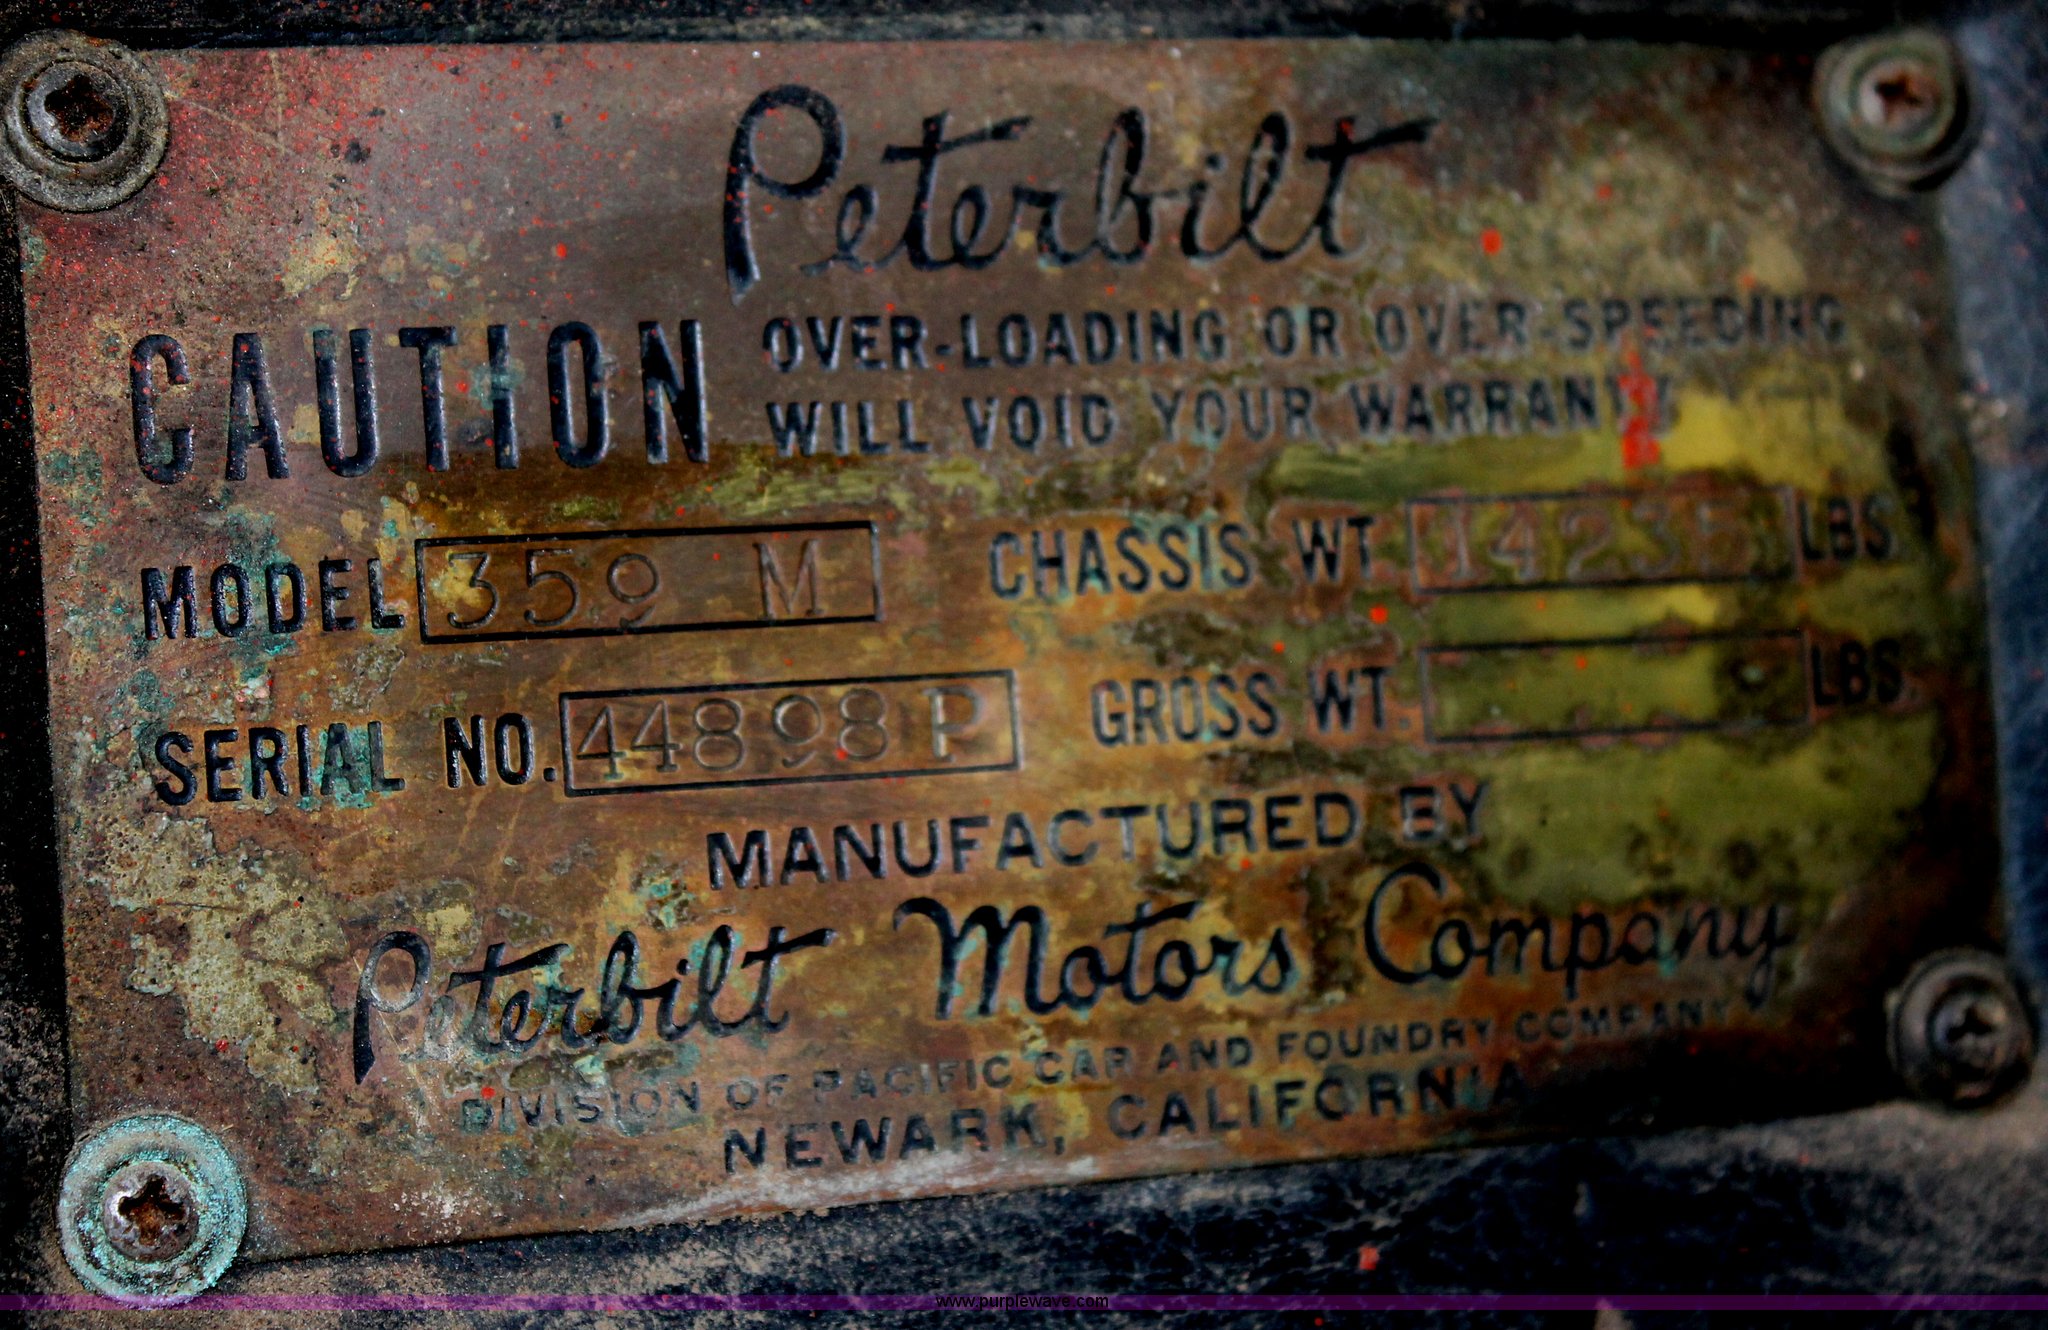 Peterbilt
CAUTION OVER-LOADING OR OVER-SPEEDING
WILL VOID YOUR WARRANTY
MODEL 359 M CHASSIS WT. 14235 LBS.
SERIAL NO. 44898P GROSS WT. LBS.
MANUFACTURED BY
Peterbilt Motors Company
DIVISION OF PACIFIC CAR AND FOUNDRY COMPANY
NEWARK, CALIFORNIA
www.purplewave.com